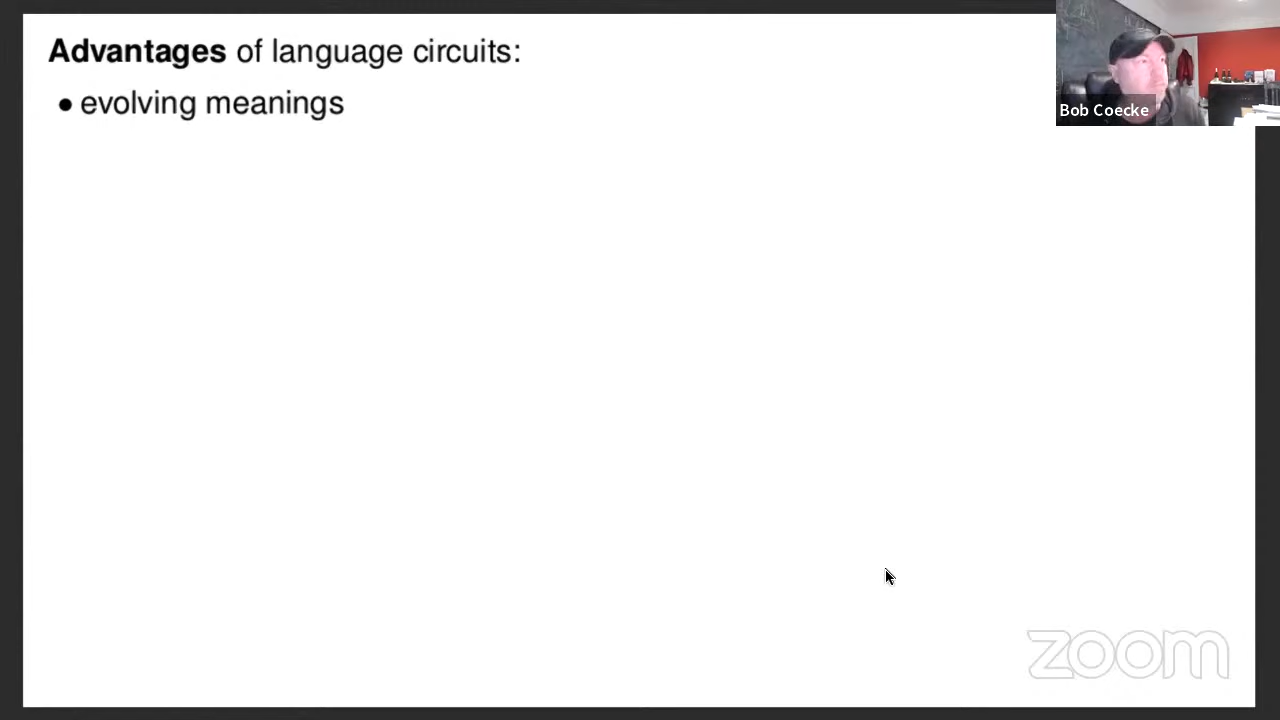 Advantages of language circuits:
• evolving meanings
Bob Coecke
zoom